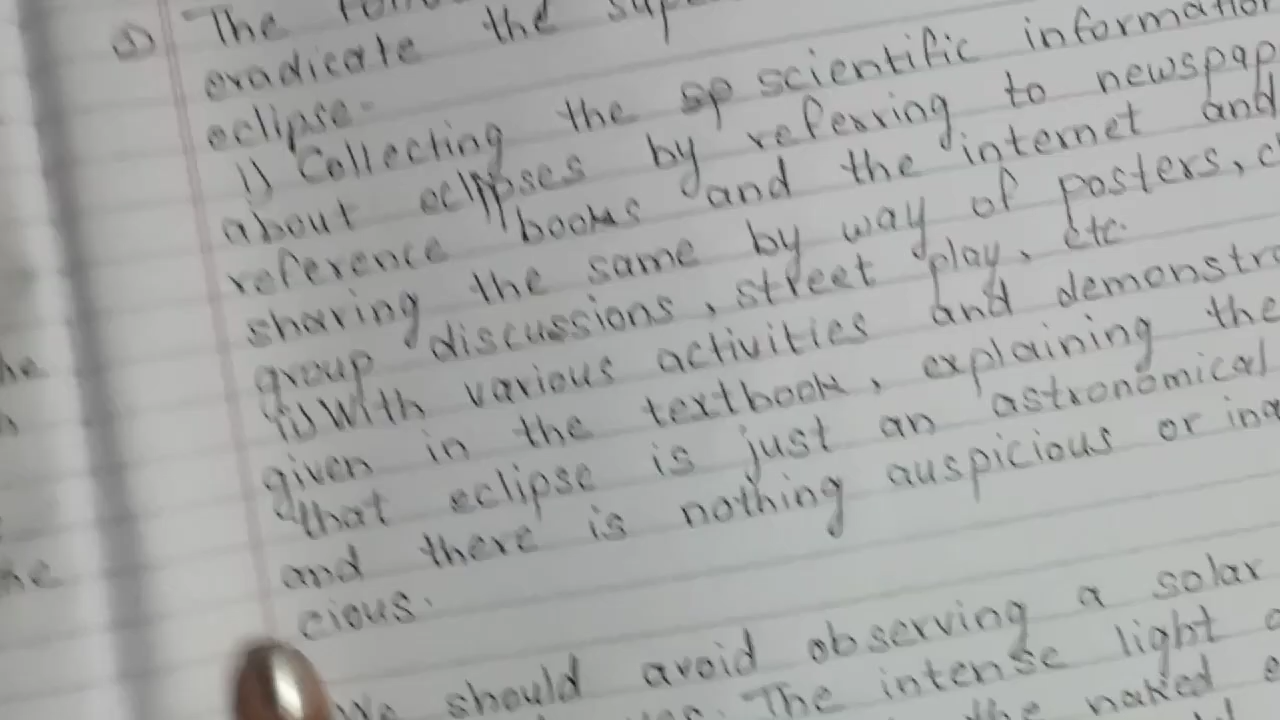 The
eradicate the
eclipse.
i) Collecting the sp scientific information
about eclipses by referring to newspap
reference books and the internet and
sharing the same by way of posters, c
group discussions, street play, etc.
ii) With various activities and demonstra
given in the textbook, explaining the
that eclipse is just an astronomical
and there is nothing auspicious or ina
cious.
We should avoid observing a solar
The intense light
the naked